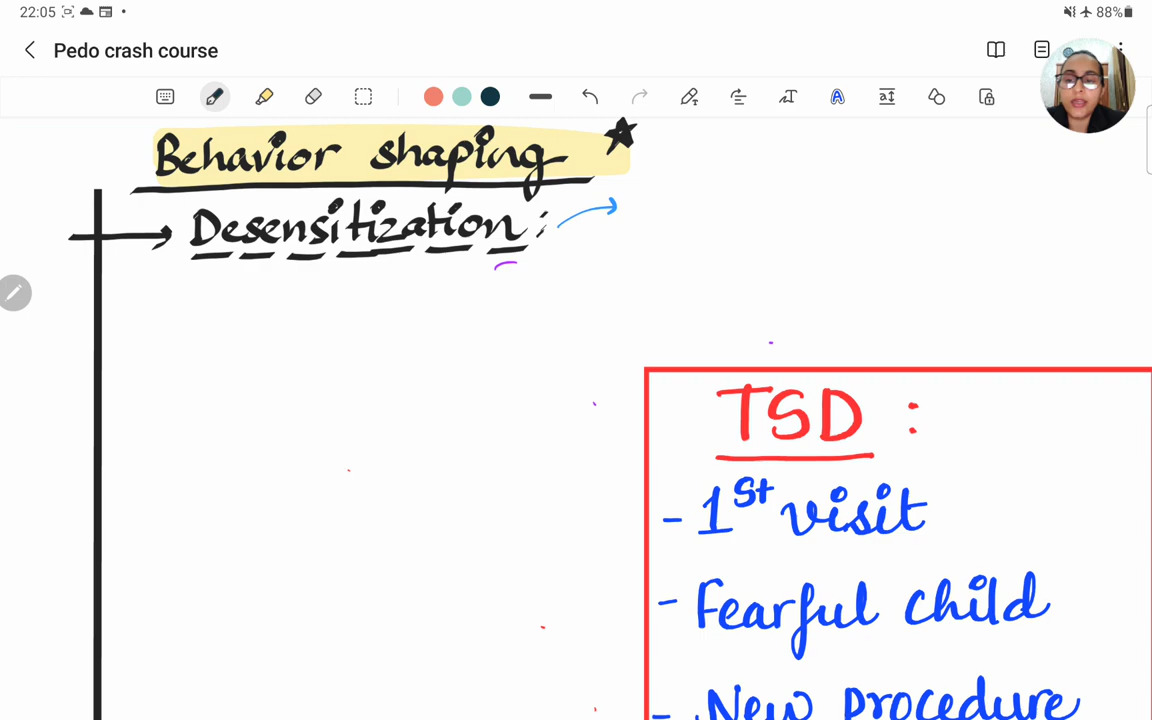 22:05
88%
Pedo crash course
Behavior shaping
Desensitization :
TSD :
- 1st visit
- Fearful child
- New procedure